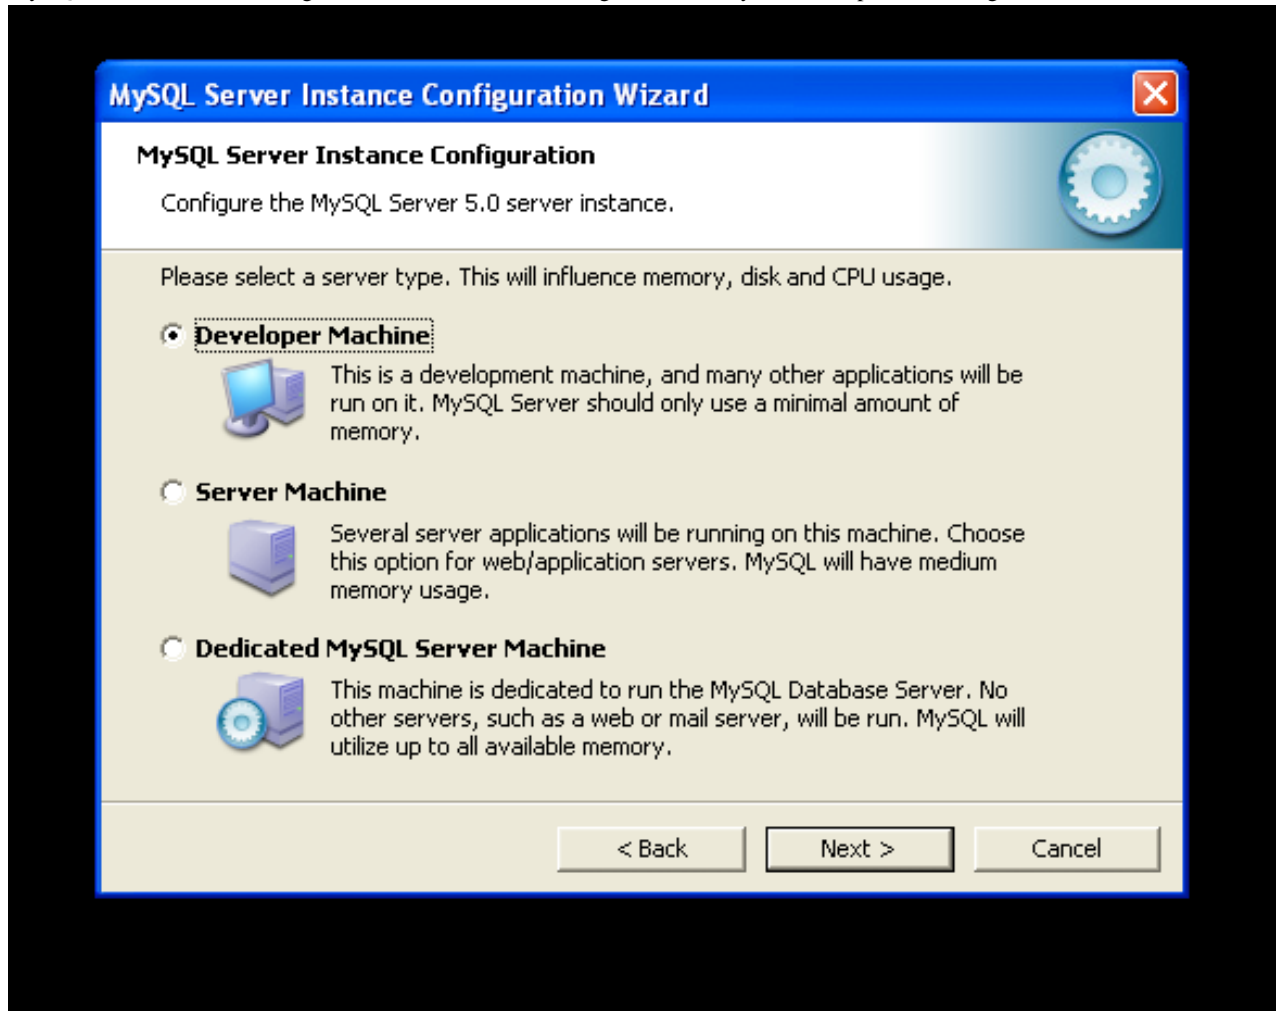 MySQL Server Instance Configuration Wizard
MySQL Server Instance Configuration
Configure the MySQL Server 5.0 server instance.
Please select a server type. This will influence memory, disk and CPU usage.
Developer Machine
This is a development machine, and many other applications will be
run on it. MySQL Server should only use a minimal amount of
memory.
Server Machine
Several server applications will be running on this machine. Choose
this option for web/application servers. MySQL will have medium
memory usage.
Dedicated MySQL Server Machine
This machine is dedicated to run the MySQL Database Server. No
other servers, such as a web or mail server, will be run. MySQL will
utilize up to all available memory.
< Back
Next >
Cancel